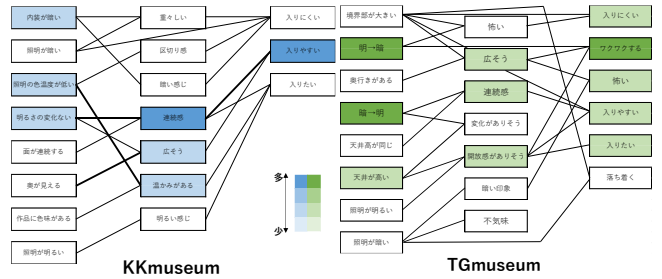 内装が暗い
照明が暗い
照明の色温度が低い
明るさの変化ない
面が連続する
奥が見える
作品に色味がある
照明が明るい
重々しい
区切り感
暗い感じ
連続感
広そう
温かみがある
明るい感じ
入りにくい
入りやすい
入りたい
多
少
KKmuseum
境界部が大きい
明→暗
奥行きがある
暗→明
天井高が同じ
天井が高い
照明が明るい
照明が暗い
怖い
広そう
連続感
変化がありそう
開放感がありそう
暗い印象
不気味
入りにくい
ワクワクする
怖い
入りやすい
入りたい
落ち着く
TGmuseum